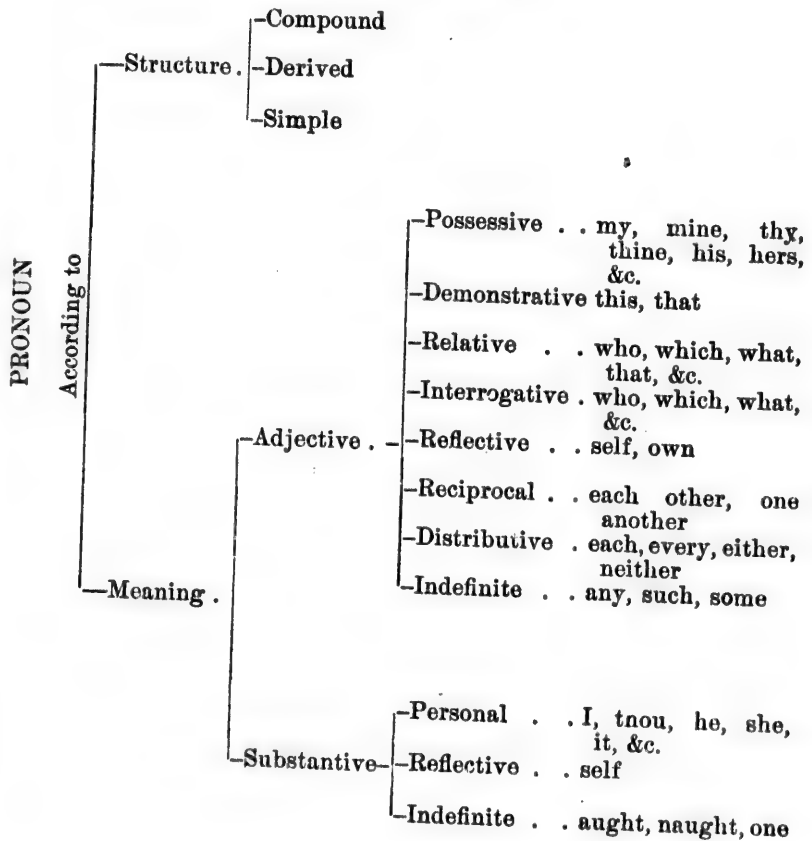 PRONOUN
According to
—Structure .
–Compound
–Derived
–Simple
—Meaning .
–Adjective . –
–Possessive . . my, mine, thy,
thine, his, hers,
&c.
–Demonstrative this, that
–Relative . . who, which, what,
that, &c.
–Interrogative . who, which, what,
&c.
–Reflective . . self, own
–Reciprocal . . each other, one
another
–Distributive . each, every, either,
neither
–Indefinite . . any, such, some
–Substantive–
–Personal . . I, tnou, he, she,
it, &c.
–Reflective . . self
–Indefinite . . aught, naught, one